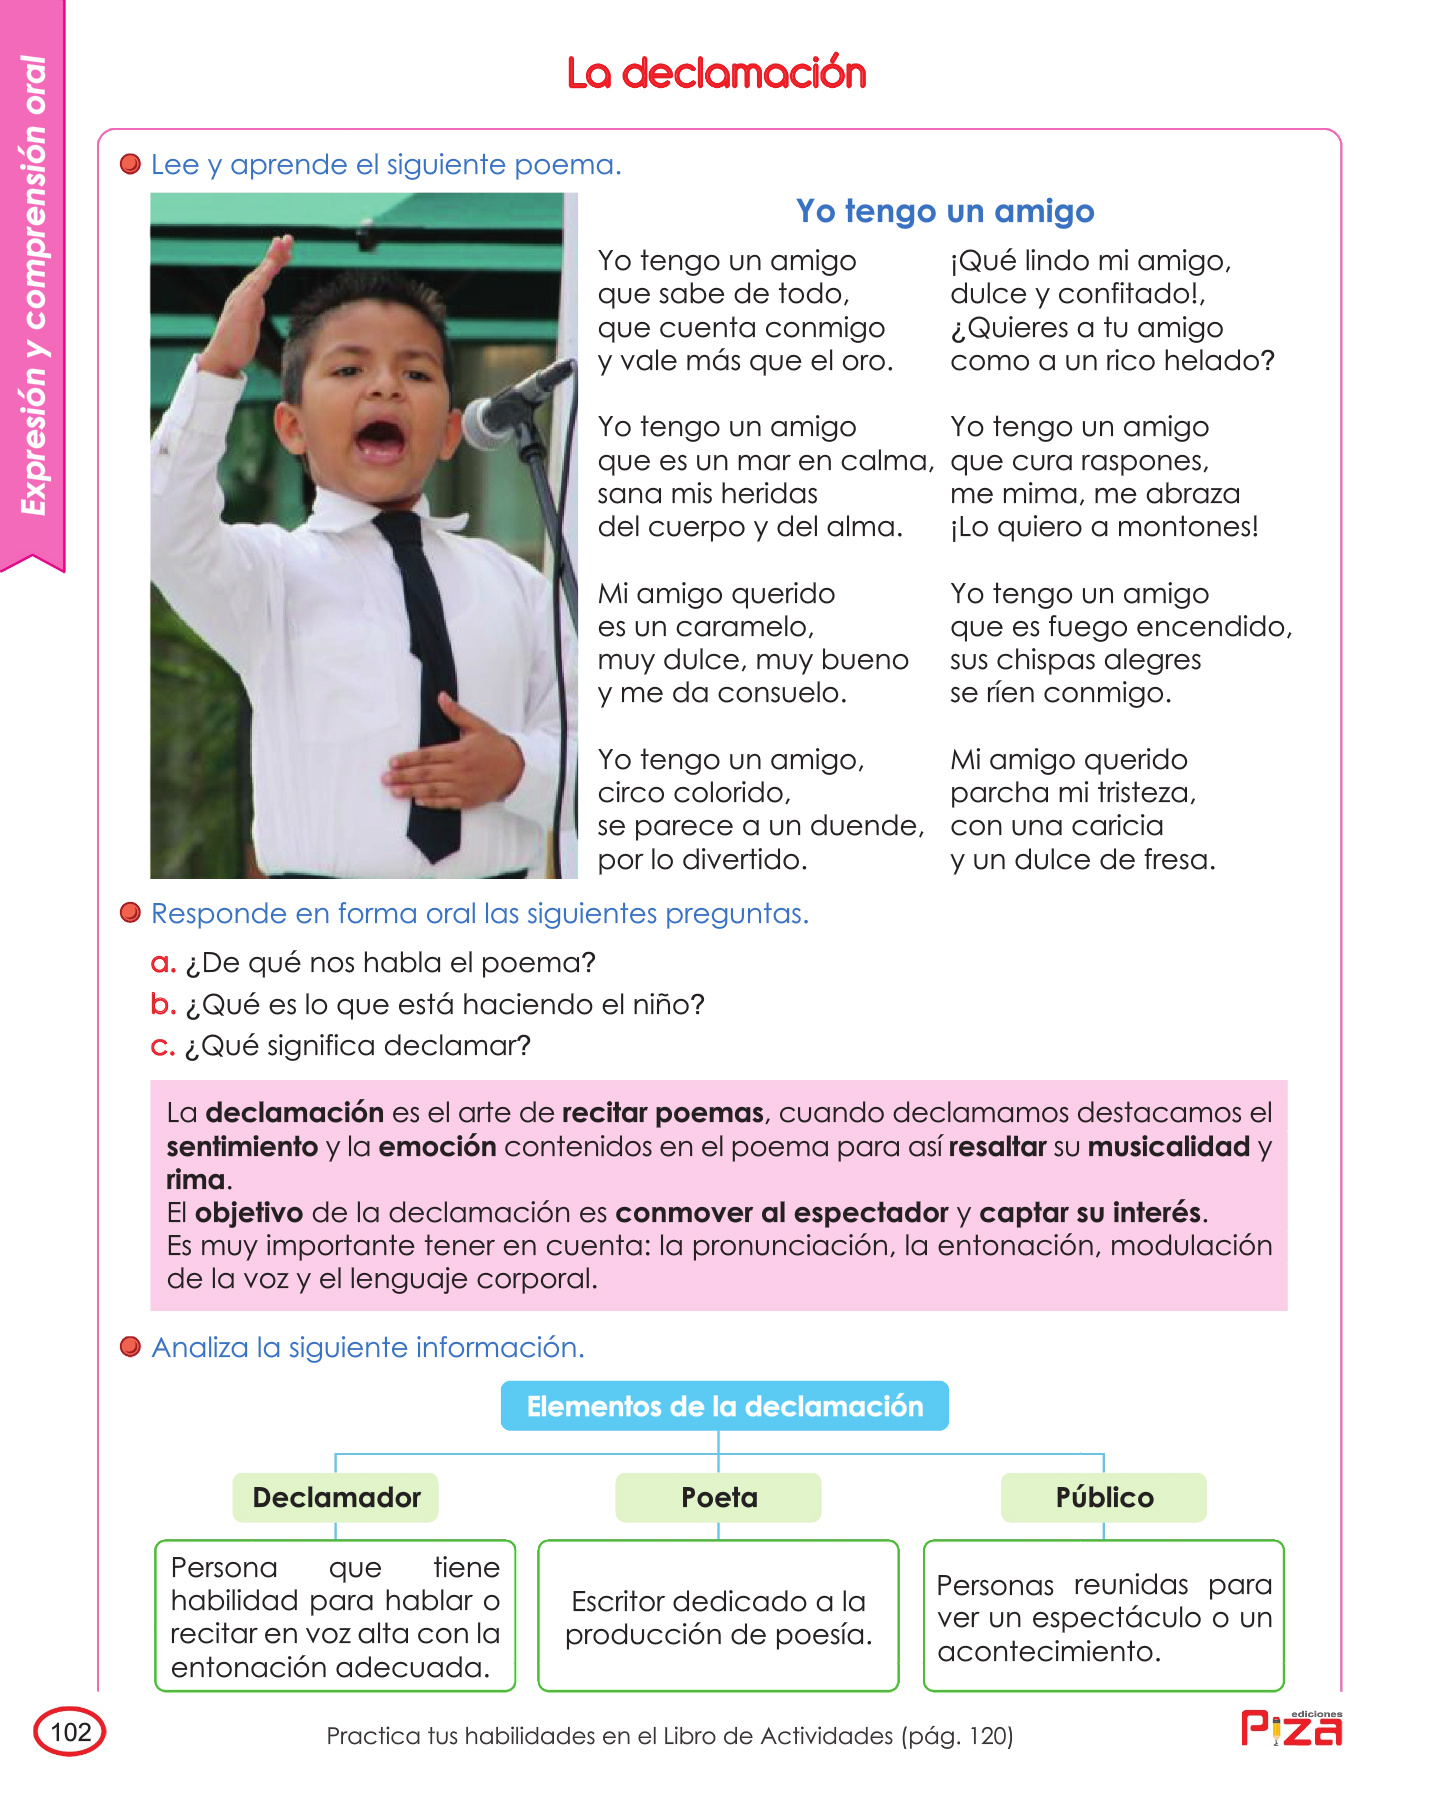 Expresión y comprensión oral
La declamación
Lee y aprende el siguiente poema.
Yo tengo un amigo
Yo tengo un amigo
que sabe de todo,
que cuenta conmigo
y vale más que el oro.
Yo tengo un amigo
que es un mar en calma,
sana mis heridas
del cuerpo y del alma.
Mi amigo querido
es un caramelo,
muy dulce, muy bueno
y me da consuelo.
Yo tengo un amigo,
circo colorido,
se parece a un duende,
por lo divertido.
¡Qué lindo mi amigo,
dulce y confitado!,
¿Quieres a tu amigo
como a un rico helado?
Yo tengo un amigo
que cura raspones,
me mima, me abraza
¡Lo quiero a montones!
Yo tengo un amigo
que es fuego encendido,
sus chispas alegres
se ríen conmigo.
Mi amigo querido
parcha mi tristeza,
con una caricia
y un dulce de fresa.
Responde en forma oral las siguientes preguntas.
a. ¿De qué nos habla el poema?
b. ¿Qué es lo que está haciendo el niño?
c. ¿Qué significa declamar?
La declamación es el arte de recitar poemas, cuando declamamos destacamos el
sentimiento y la emoción contenidos en el poema para así resaltar su musicalidad y
rima.
El objetivo de la declamación es conmover al espectador y captar su interés.
Es muy importante tener en cuenta: la pronunciación, la entonación, modulación
de la voz y el lenguaje corporal.
Analiza la siguiente información.
Elementos de la declamación
Declamador
Persona que tiene
habilidad para hablar o
recitar en voz alta con la
entonación adecuada.
Poeta
Escritor dedicado a la
producción de poesía.
Público
Personas reunidas para
ver un espectáculo o un
acontecimiento.
102
Practica tus habilidades en el Libro de Actividades (pág. 120)
ediciones
Piza